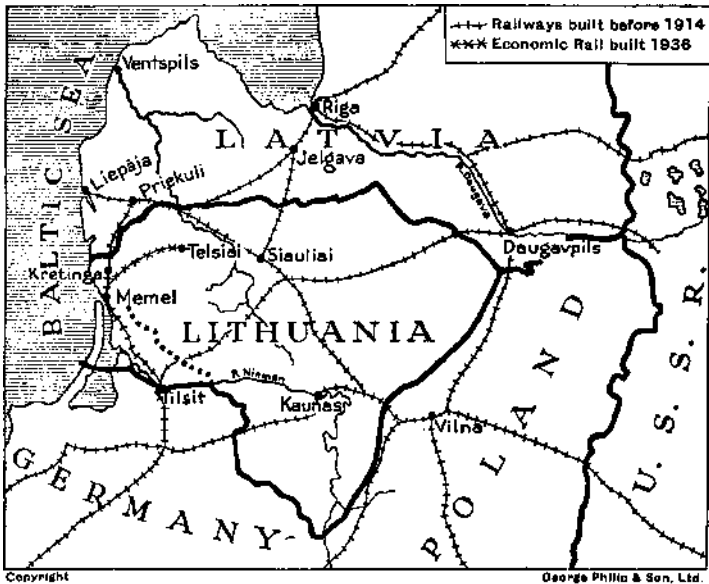 Railways built before 1914
Economic Rail built 1936
Ventspils
BALTIC SEA
Riga
LATVIA
Jelgava
Liepāja
Priekuli
R. Daugava
Daugavpils
Telsiai
Siauliai
Kretinga
Memel
LITHUANIA
R. Niemen
Tilsit
Kaunas
Vilna
POLAND
U.S.S.R.
GERMANY
Copyright
George Philip & Son, Ltd.